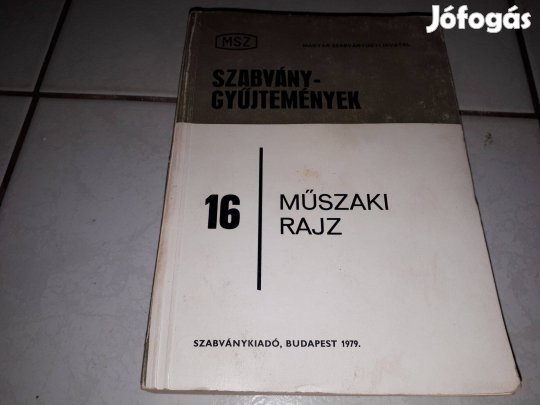 Jófogás
MSZ
MAGYAR SZABVÁNYÜGYI HIVATAL
SZABVÁNY-
GYŰJTEMÉNYEK
16
MŰSZAKI
RAJZ
SZABVÁNYKIADÓ, BUDAPEST 1979.